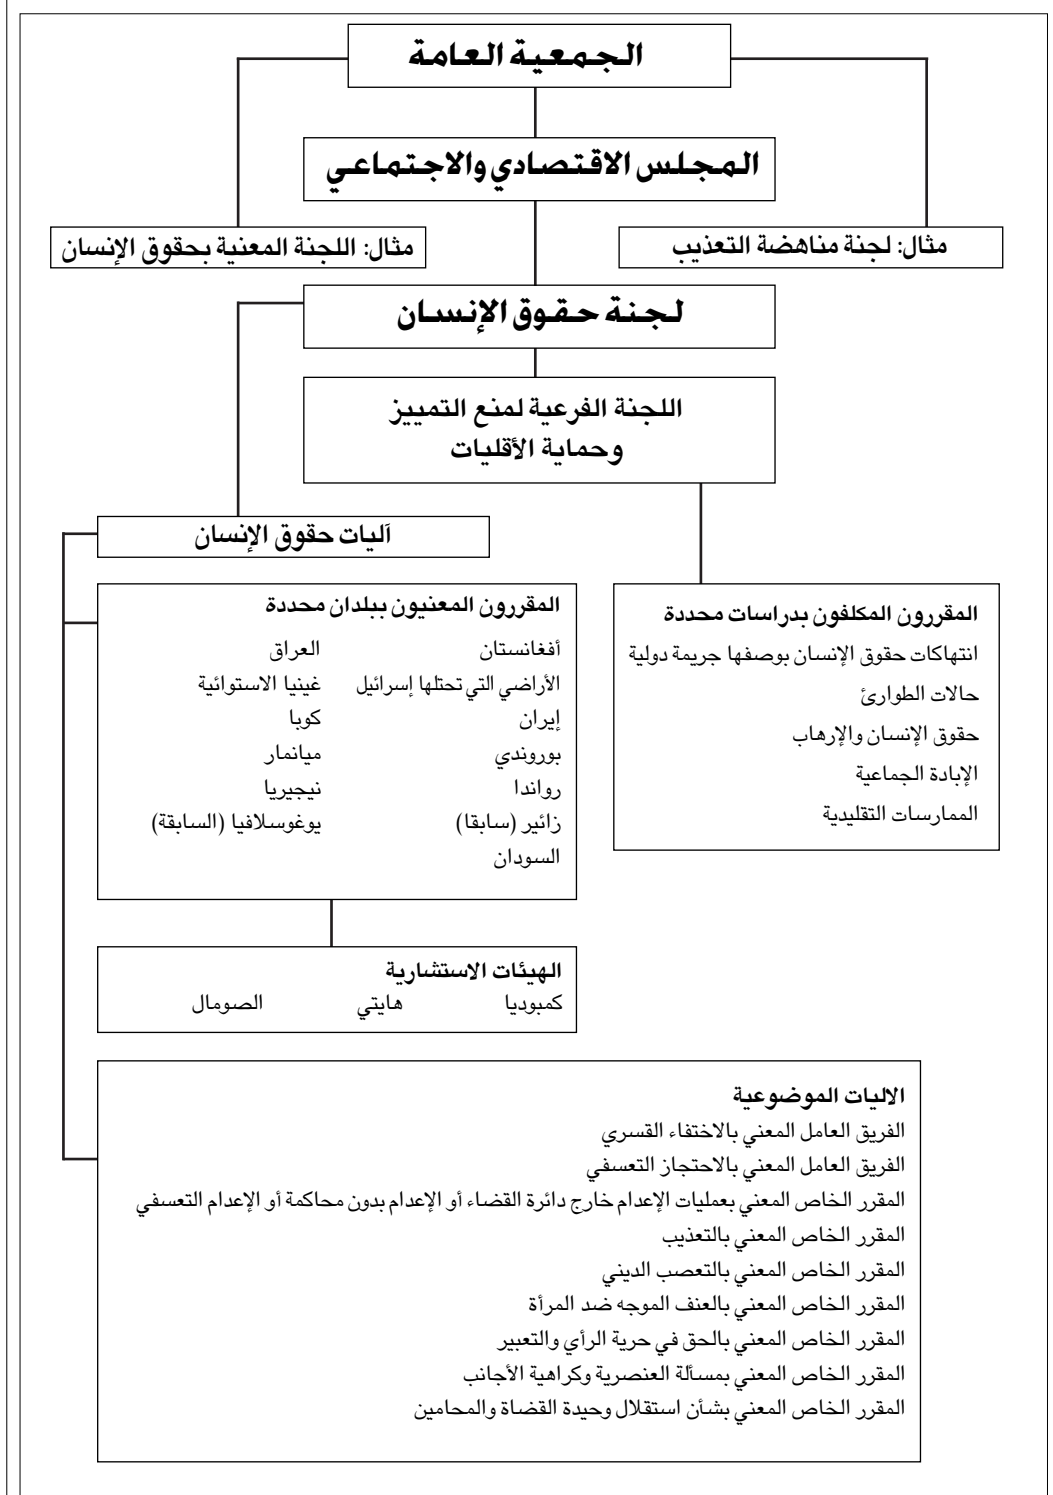 الجمعية العامة
المجلس الاقتصادي والاجتماعي
مثال: لجنة مناهضة التعذيب
مثال: اللجنة المعنية بحقوق الإنسان
لجنة حقوق الإنسان
اللجنة الفرعية لمنع التمييز
وحماية الأقليات
آليات حقوق الإنسان
المقررون المكلفون بدراسات محددة
انتهاكات حقوق الإنسان بوصفها جريمة دولية
حالات الطوارئ
حقوق الإنسان والإرهاب
الإبادة الجماعية
الممارسات التقليدية
المقررون المعنيون ببلدان محددة
أفغانستان العراق
الأراضي التي تحتلها إسرائيل غينيا الاستوائية
إيران كوبا
بوروندي ميانمار
رواندا نيجيريا
زائير (سابقا) يوغوسلافيا (السابقة)
السودان
الهيئات الاستشارية
كمبوديا هايتي الصومال
الاليات الموضوعية
الفريق العامل المعني بالاختفاء القسري
الفريق العامل المعني بالاحتجاز التعسفي
المقرر الخاص المعني بعمليات الإعدام خارج دائرة القضاء أو الإعدام بدون محاكمة أو الإعدام التعسفي
المقرر الخاص المعني بالتعذيب
المقرر الخاص المعني بالتعصب الديني
المقرر الخاص المعني بالعنف الموجه ضد المرأة
المقرر الخاص المعني بالحق في حرية الرأي والتعبير
المقرر الخاص المعني بمسألة العنصرية وكراهية الأجانب
المقرر الخاص المعني بشأن استقلال وحيدة القضاة والمحامين